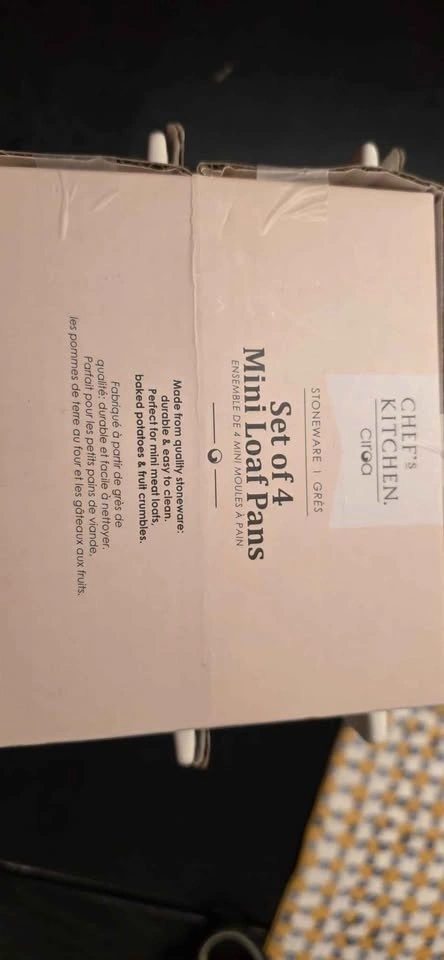 CHEF'S
KITCHEN.
ciroa
STONEWARE | GRÈS
Set of 4
Mini Loaf Pans
ENSEMBLE DE 4 MINI MOULES À PAIN
Made from quality stoneware:
durable & easy to clean.
Perfect for mini meat loafs,
baked potatoes & fruit crumbles.
Fabriqué à partir de grès de
qualité: durable et facile à nettoyer.
Parfait pour les petits pains de viande,
les pommes de terre au four et les gâteaux aux fruits.